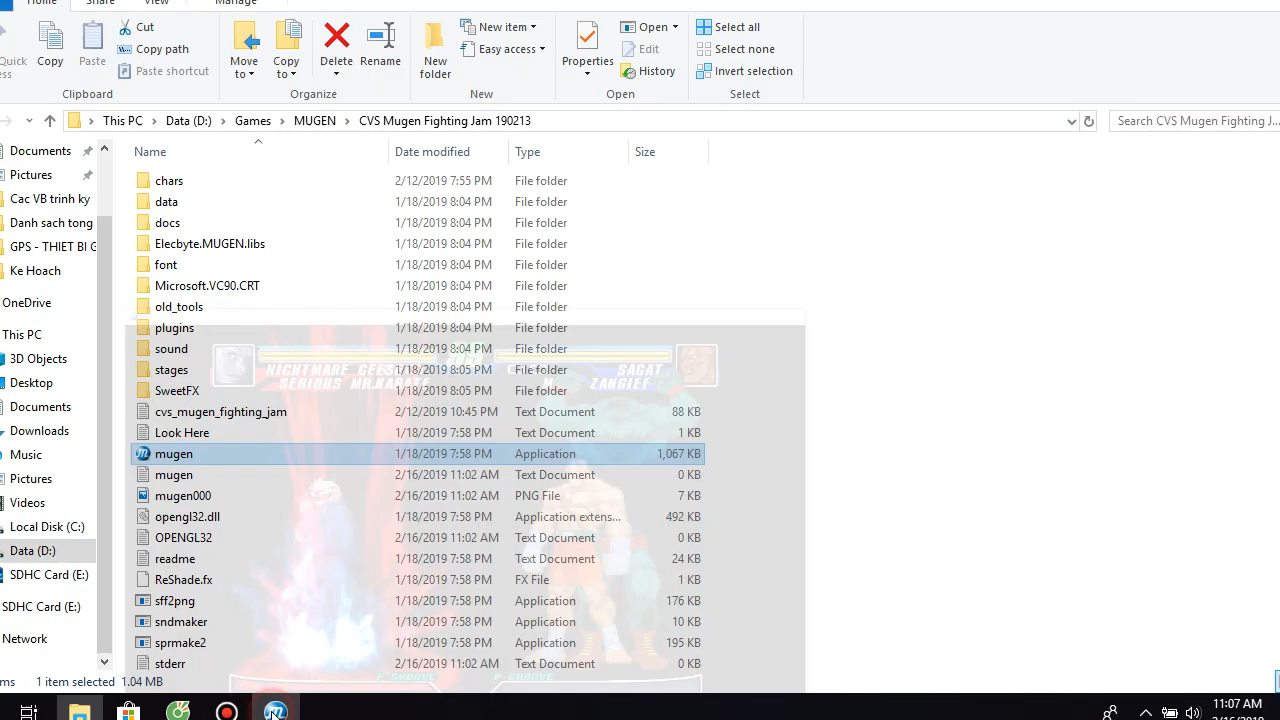 Home Share View Manage
Cut
Copy path
Paste shortcut
Quick
Copy
Paste
Move
to
Copy
to
Delete
Rename
New
folder
New item
Easy access
Properties
Open
Edit
History
Select all
Select none
Invert selection
Clipboard
Organize
New
Open
Select
This PC > Data (D:) > Games > MUGEN > CVS Mugen Fighting Jam 190213
Search CVS Mugen Fighting J...
Documents
Pictures
Cac VB trinh ky
Danh sach tong
GPS - THIET BI G
Ke Hoach
OneDrive
This PC
3D Objects
Desktop
Documents
Downloads
Music
Pictures
Videos
Local Disk (C:)
Data (D:)
SDHC Card (E:)
SDHC Card (E:)
Network
Name Date modified Type Size
chars 2/12/2019 7:55 PM File folder
data 1/18/2019 8:04 PM File folder
docs 1/18/2019 8:04 PM File folder
Elecbyte.MUGEN.libs 1/18/2019 8:04 PM File folder
font 1/18/2019 8:04 PM File folder
Microsoft.VC90.CRT 1/18/2019 8:04 PM File folder
old_tools 1/18/2019 8:04 PM File folder
plugins 1/18/2019 8:04 PM File folder
sound 1/18/2019 8:04 PM File folder
stages 1/18/2019 8:05 PM File folder
SweetFX 1/18/2019 8:05 PM File folder
cvs_mugen_fighting_jam 2/12/2019 10:45 PM Text Document 88 KB
Look Here 1/18/2019 7:58 PM Text Document 1 KB
mugen 1/18/2019 7:58 PM Application 1,067 KB
mugen 2/16/2019 11:02 AM Text Document 0 KB
mugen000 2/16/2019 11:02 AM PNG File 7 KB
opengl32.dll 1/18/2019 7:58 PM Application extens... 492 KB
OPENGL32 2/16/2019 11:02 AM Text Document 0 KB
readme 1/18/2019 7:58 PM Text Document 24 KB
ReShade.fx 1/18/2019 7:58 PM FX File 1 KB
sff2png 1/18/2019 7:58 PM Application 176 KB
sndmaker 1/18/2019 7:58 PM Application 10 KB
sprmake2 1/18/2019 7:58 PM Application 195 KB
stderr 2/16/2019 11:02 AM Text Document 0 KB
NIGHTMARE GEESE
SERIOUS MR.KARATE
SAGAT
ZANGIEF
P-GROOVE
P-GROOVE
ms 1 item selected 1.04 MB
11:07 AM
2/16/2019